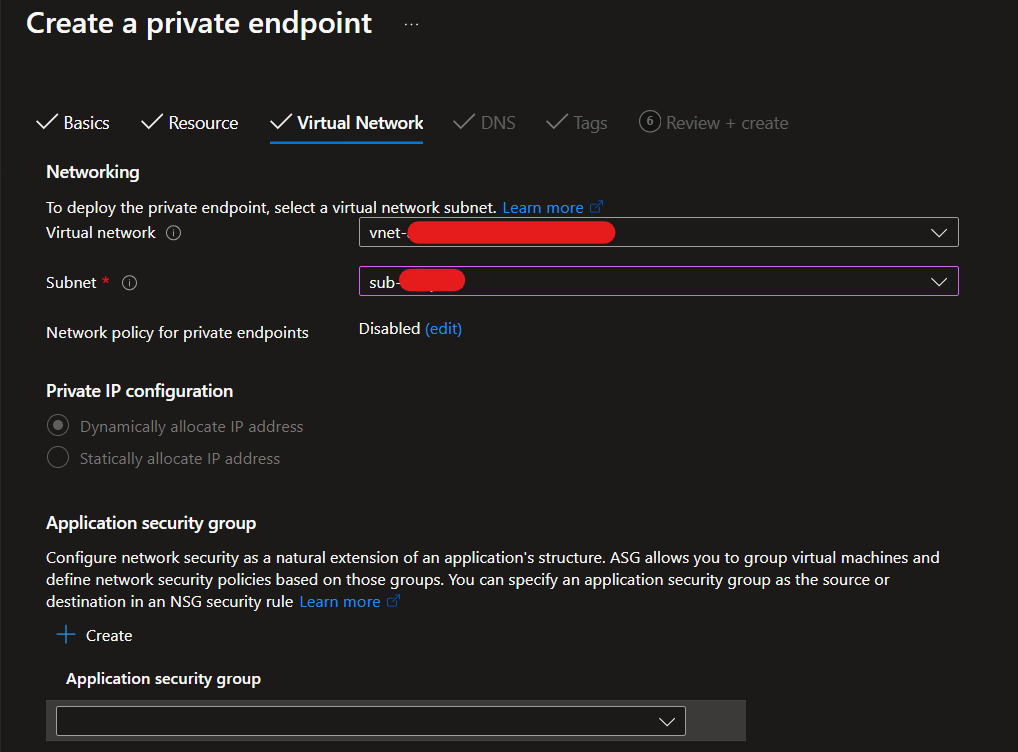 Create a private endpoint ...
Basics Resource Virtual Network DNS Tags 6 Review + create
Networking
To deploy the private endpoint, select a virtual network subnet. Learn more
Virtual network vnet-
Subnet * sub-
Network policy for private endpoints Disabled (edit)
Private IP configuration
Dynamically allocate IP address
Statically allocate IP address
Application security group
Configure network security as a natural extension of an application's structure. ASG allows you to group virtual machines and
define network security policies based on those groups. You can specify an application security group as the source or
destination in an NSG security rule Learn more
+ Create
Application security group